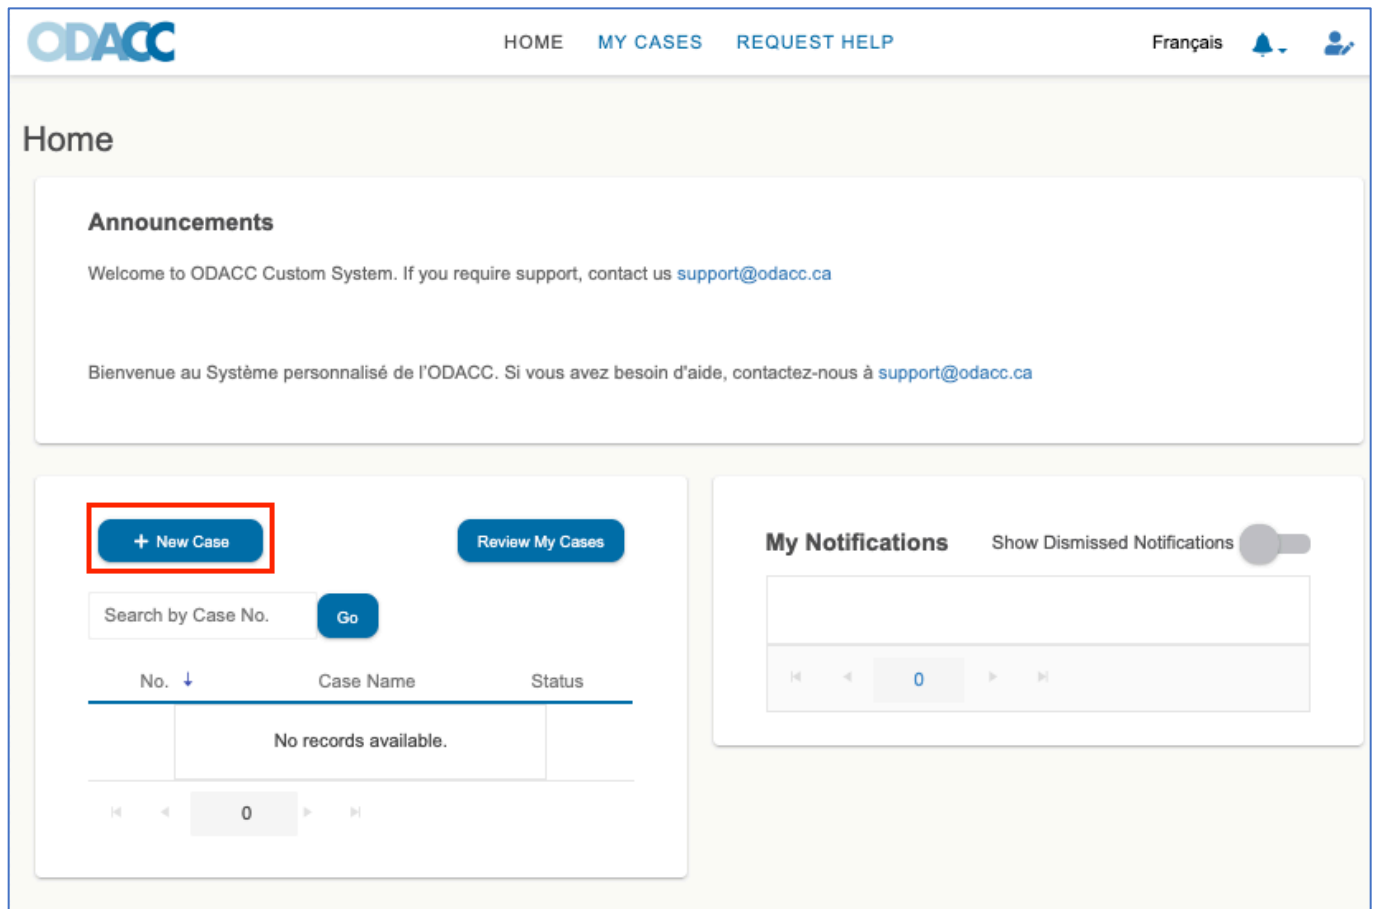 ODACC
HOME MY CASES REQUEST HELP Français
Home
Announcements
Welcome to ODACC Custom System. If you require support, contact us support@odacc.ca
Bienvenue au Système personnalisé de l'ODACC. Si vous avez besoin d'aide, contactez-nous à support@odacc.ca
+ New Case Review My Cases
Search by Case No. Go
No. ↓ Case Name Status
No records available.
0
My Notifications Show Dismissed Notifications
0